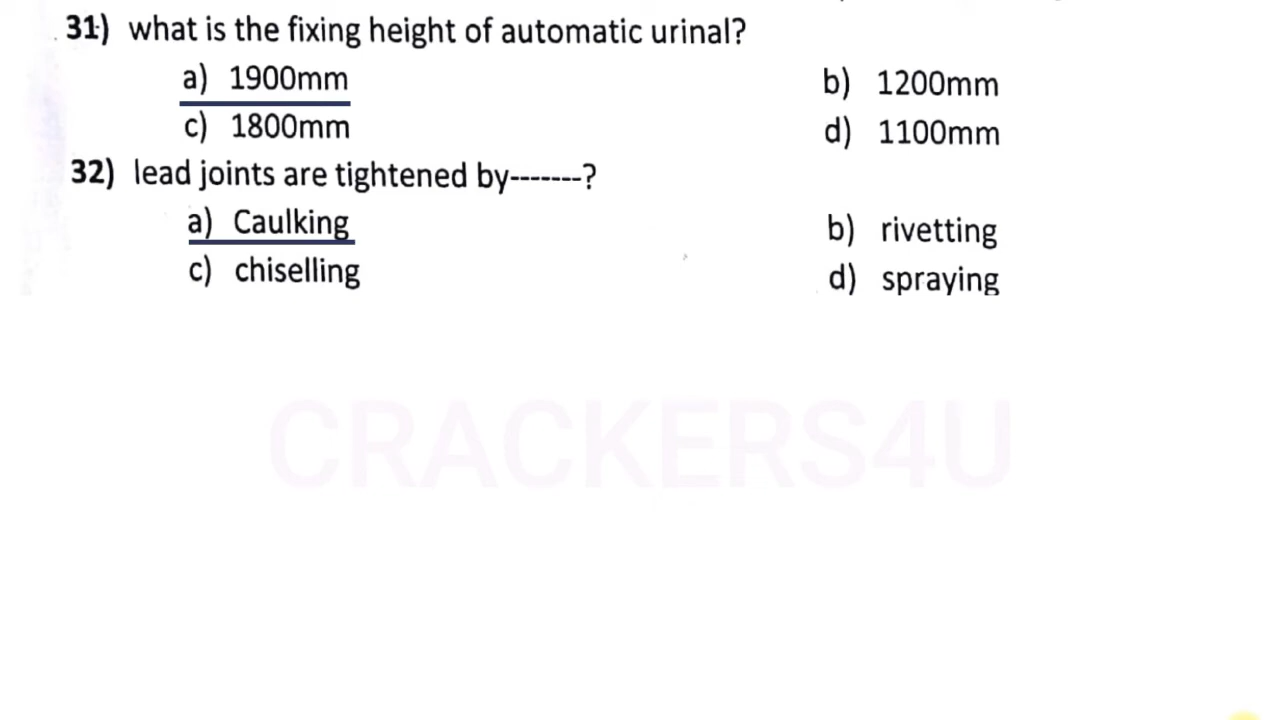 31) what is the fixing height of automatic urinal?
a) 1900mm b) 1200mm
c) 1800mm d) 1100mm
32) lead joints are tightened by-------?
a) Caulking b) rivetting
c) chiselling d) spraying
CRACKERS4U